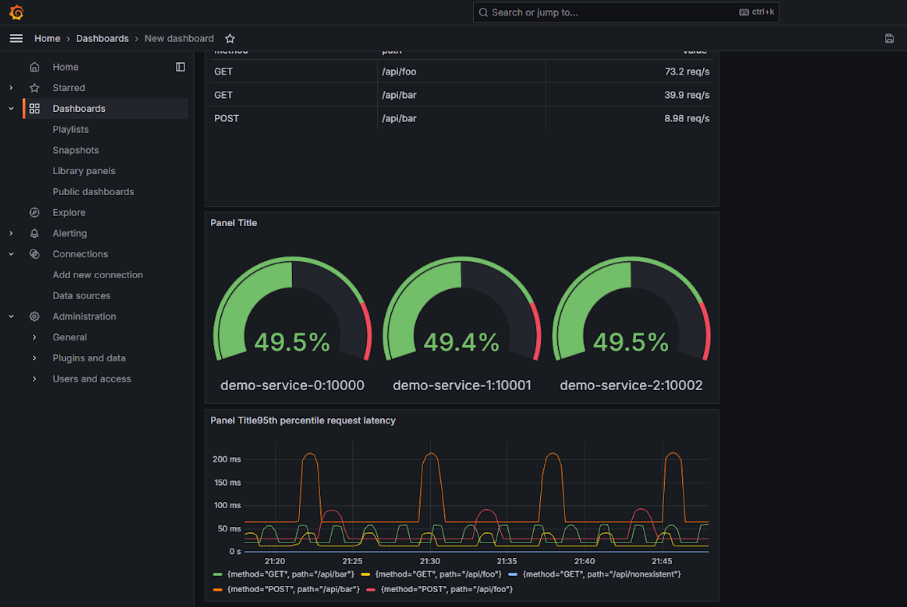 Search or jump to...
ctrl+k
Home › Dashboards › New dashboard
Home
Starred
Dashboards
Playlists
Snapshots
Library panels
Public dashboards
Explore
Alerting
Connections
Add new connection
Data sources
Administration
General
Plugins and data
Users and access
Method path Value
GET /api/foo 73.2 req/s
GET /api/bar 39.9 req/s
POST /api/bar 8.98 req/s
Panel Title
49.5% 49.4% 49.5%
demo-service-0:10000 demo-service-1:10001 demo-service-2:10002
Panel Title95th percentile request latency
200 ms
150 ms
100 ms
50 ms
0 s
21:20 21:25 21:30 21:35 21:40 21:45
{method="GET", path="/api/bar"} {method="GET", path="/api/foo"} {method="GET", path="/api/nonexistent"}
{method="POST", path="/api/bar"} {method="POST", path="/api/foo"}